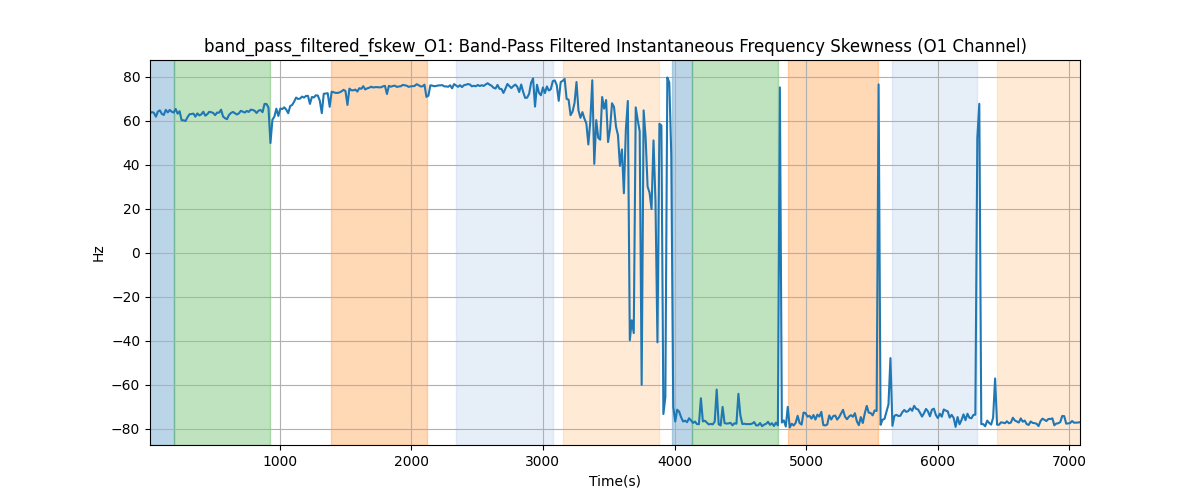 band_pass_filtered_fskew_O1: Band-Pass Filtered Instantaneous Frequency Skewness (O1 Channel)
80
60
40
20
0
−20
−40
−60
−80
Hz
1000 2000 3000 4000 5000 6000 7000
Time(s)